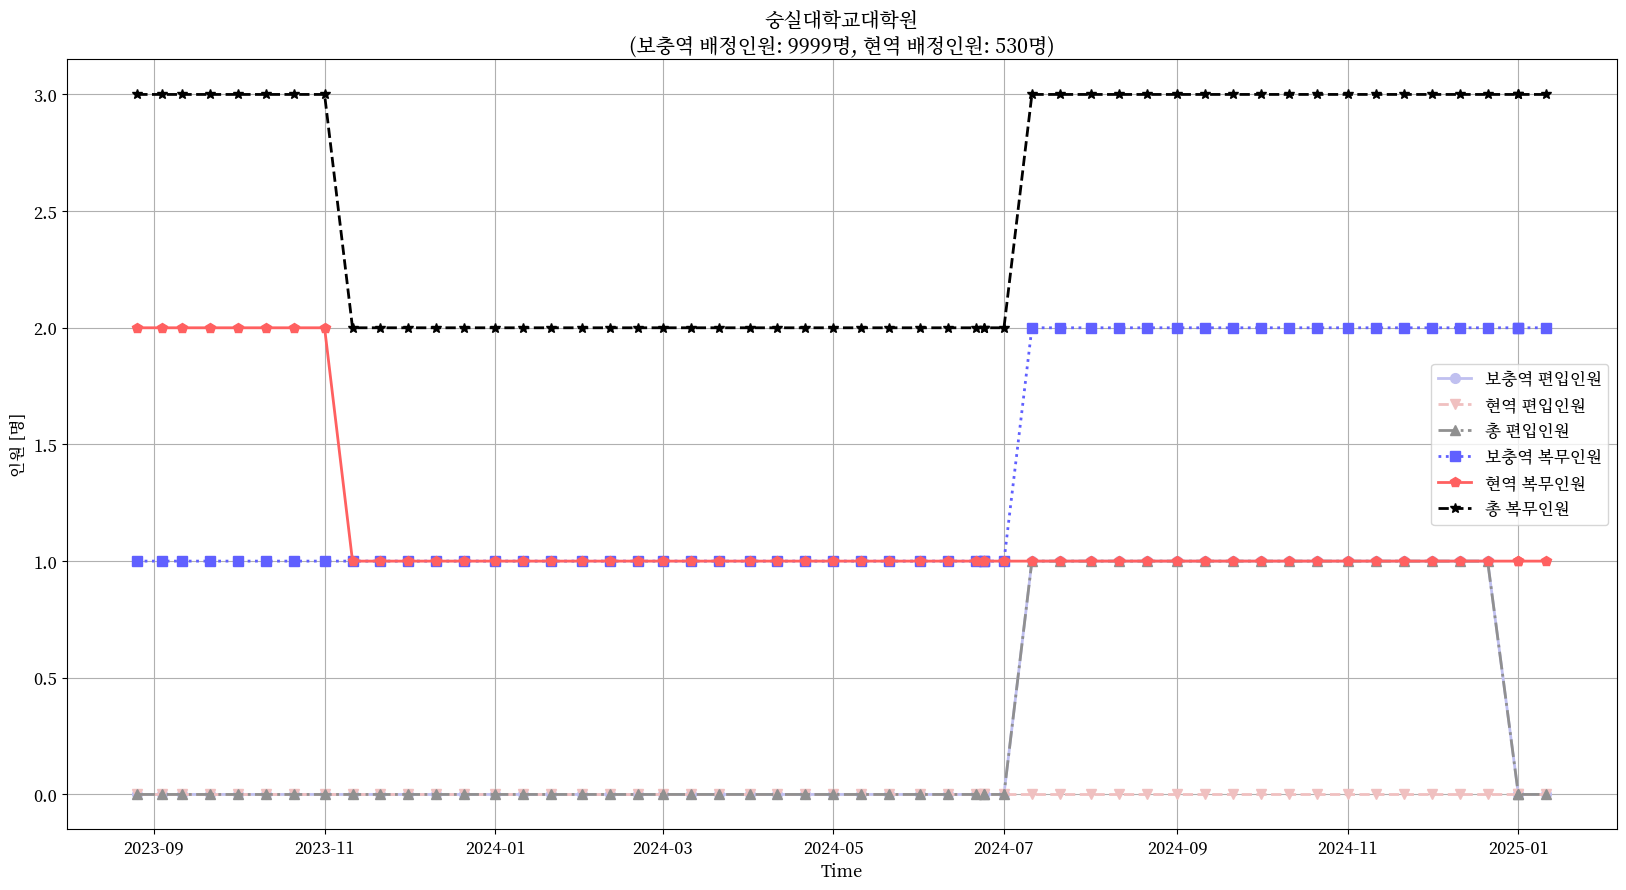 숭실대학교대학원
(보충역 배정인원: 9999명, 현역 배정인원: 530명)
인원 [명]
3.0
2.5
2.0
1.5
1.0
0.5
0.0
보충역 편입인원
현역 편입인원
총 편입인원
보충역 복무인원
현역 복무인원
총 복무인원
2023-09
2023-11
2024-01
2024-03
2024-05
2024-07
2024-09
2024-11
2025-01
Time